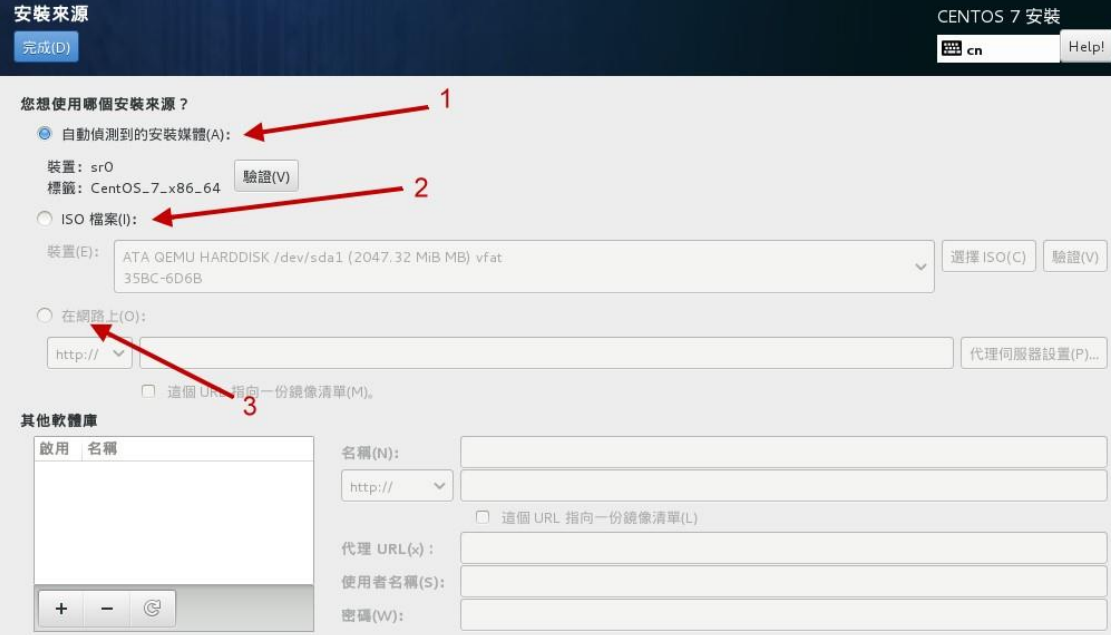 安裝來源
CENTOS 7 安裝
完成(D)
cn
Help!
您想使用哪個安裝來源？
1
自動偵測到的安裝媒體(A):
裝置: sr0
標籤: CentOS_7_x86_64
驗證(V)
2
ISO 檔案(I):
裝置(E):
ATA QEMU HARDDISK /dev/sda1 (2047.32 MiB MB) vfat
35BC-6D6B
選擇 ISO(C)
驗證(V)
在網路上(O):
http://
代理伺服器設置(P)...
這個 URL 指向一份鏡像清單(M)。
3
其他軟體庫
啟用 名稱
名稱(N):
http://
這個 URL 指向一份鏡像清單(L)
代理 URL(x) :
使用者名稱(S):
密碼(W):
+ −